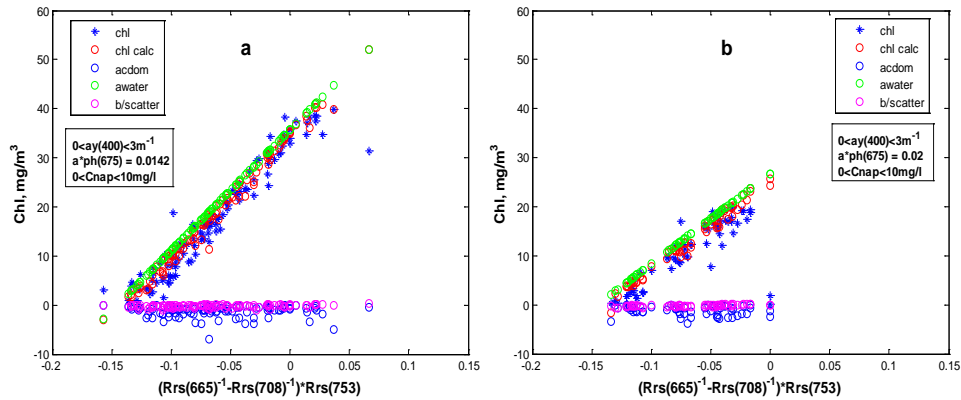 60
50
40
30
20
10
0
-10
Chl, mg/m³
a
chl
chl calc
acdom
awater
b/scatter
0<ay(400)<3m⁻¹
a*ph(675) = 0.0142
0<Cnap<10mg/l
-0.2 -0.15 -0.1 -0.05 0 0.05 0.1 0.15
(Rrs(665)⁻¹-Rrs(708)⁻¹)*Rrs(753)
60
50
40
30
20
10
0
-10
Chl, mg/m³
b
chl
chl calc
acdom
awater
b/scatter
0<ay(400)<3m⁻¹
a*ph(675) = 0.02
0<Cnap<10mg/l
-0.2 -0.15 -0.1 -0.05 0 0.05 0.1 0.15
(Rrs(665)⁻¹-Rrs(708)⁻¹)*Rrs(753)